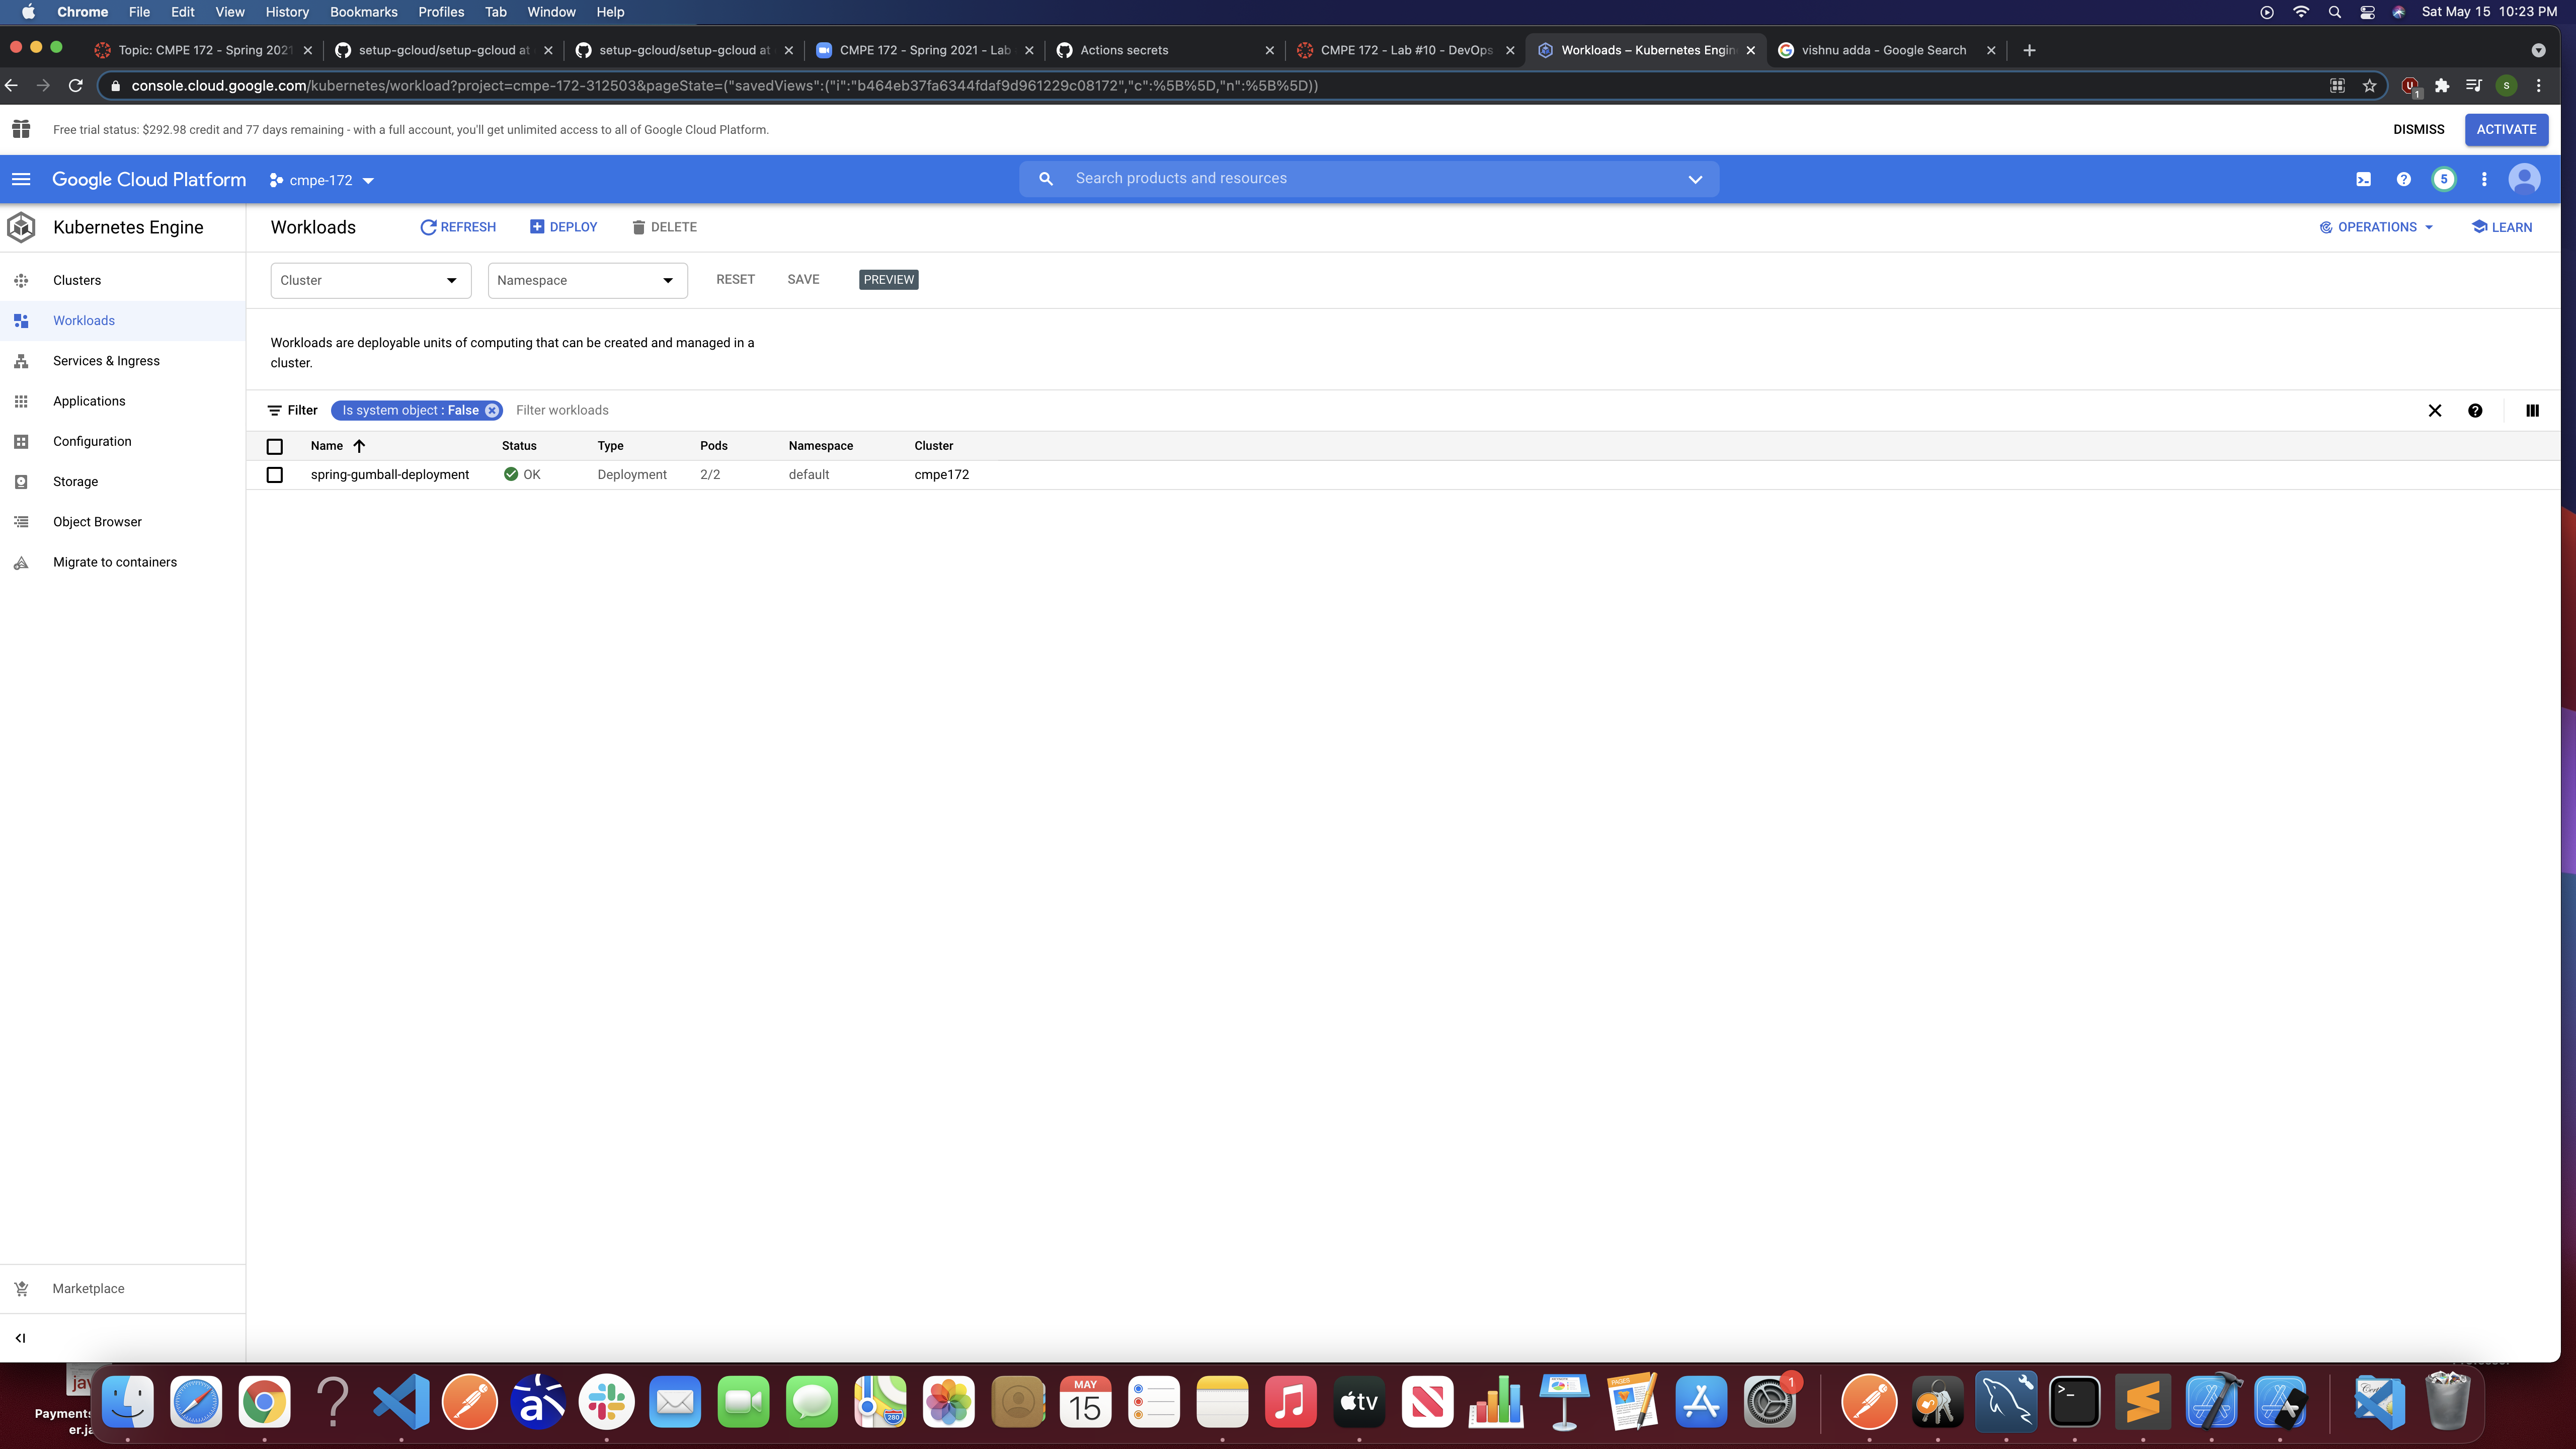 Chrome File Edit View History Bookmarks Profiles Tab Window Help Sat May 15 10:23 PM
Topic: CMPE 172 - Spring 2021 setup-gcloud/setup-gcloud at setup-gcloud/setup-gcloud at CMPE 172 - Spring 2021 - Lab Actions secrets CMPE 172 - Lab #10 - DevOps Workloads – Kubernetes Engin vishnu adda - Google Search
console.cloud.google.com/kubernetes/workload?project=cmpe-172-312503&pageState=("savedViews":("i":"b464eb37fa6344fdaf9d961229c08172","c":%5B%5D,"n":%5B%5D)) 1 S
Free trial status: $292.98 credit and 77 days remaining - with a full account, you'll get unlimited access to all of Google Cloud Platform. DISMISS ACTIVATE
Google Cloud Platform cmpe-172 Search products and resources 5
Kubernetes Engine Workloads REFRESH DEPLOY DELETE OPERATIONS LEARN
Clusters
Workloads
Services & Ingress
Applications
Configuration
Storage
Object Browser
Migrate to containers
Marketplace
Cluster Namespace RESET SAVE PREVIEW
Workloads are deployable units of computing that can be created and managed in a
cluster.
Filter Is system object : False Filter workloads
Name Status Type Pods Namespace Cluster
spring-gumball-deployment OK Deployment 2/2 default cmpe172
Payments
er.ja
MAY
15
280
tv
PAGES
1